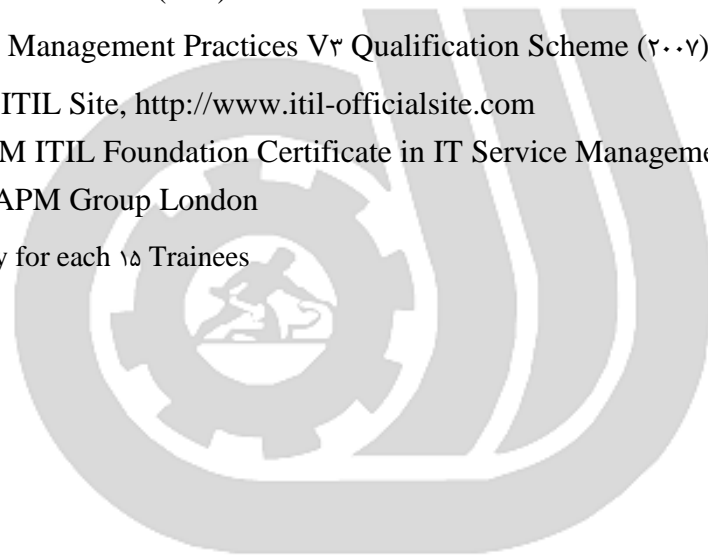 Management Practices V۳ Qualification Scheme (۲۰۰۷)
ITIL Site, http://www.itil-officialsite.com
M ITIL Foundation Certificate in IT Service
APM Group London
for each ۱۵ Trainees